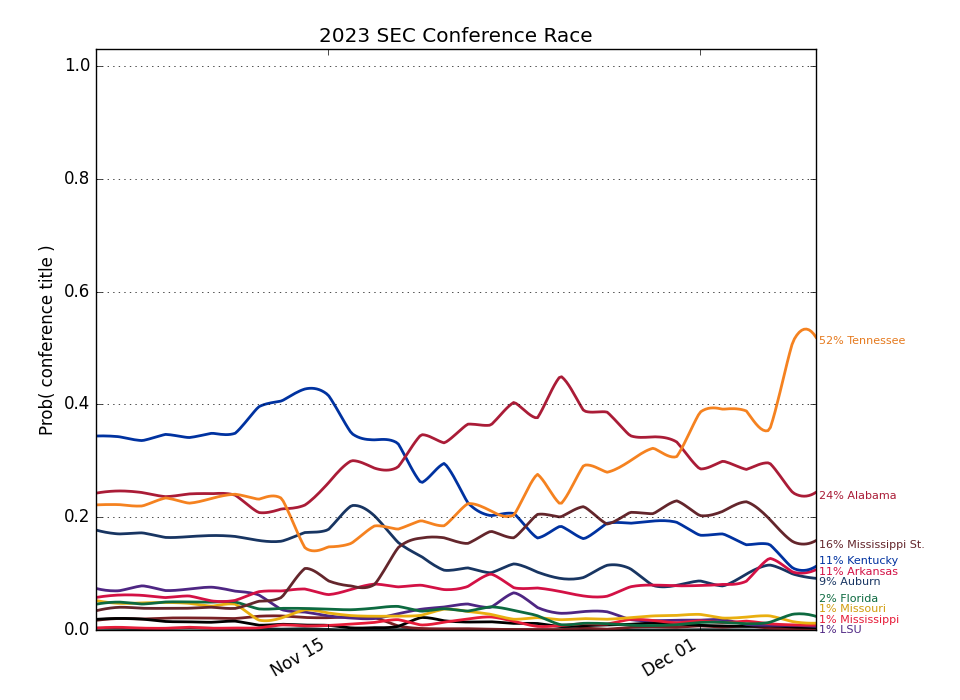 2023 SEC Conference Race
Prob( conference title )
1.0
0.8
0.6
0.4
0.2
0.0
Nov 15
Dec 01
52% Tennessee
24% Alabama
16% Mississippi St.
11% Kentucky
11% Arkansas
9% Auburn
2% Florida
1% Missouri
1% Mississippi
1% LSU